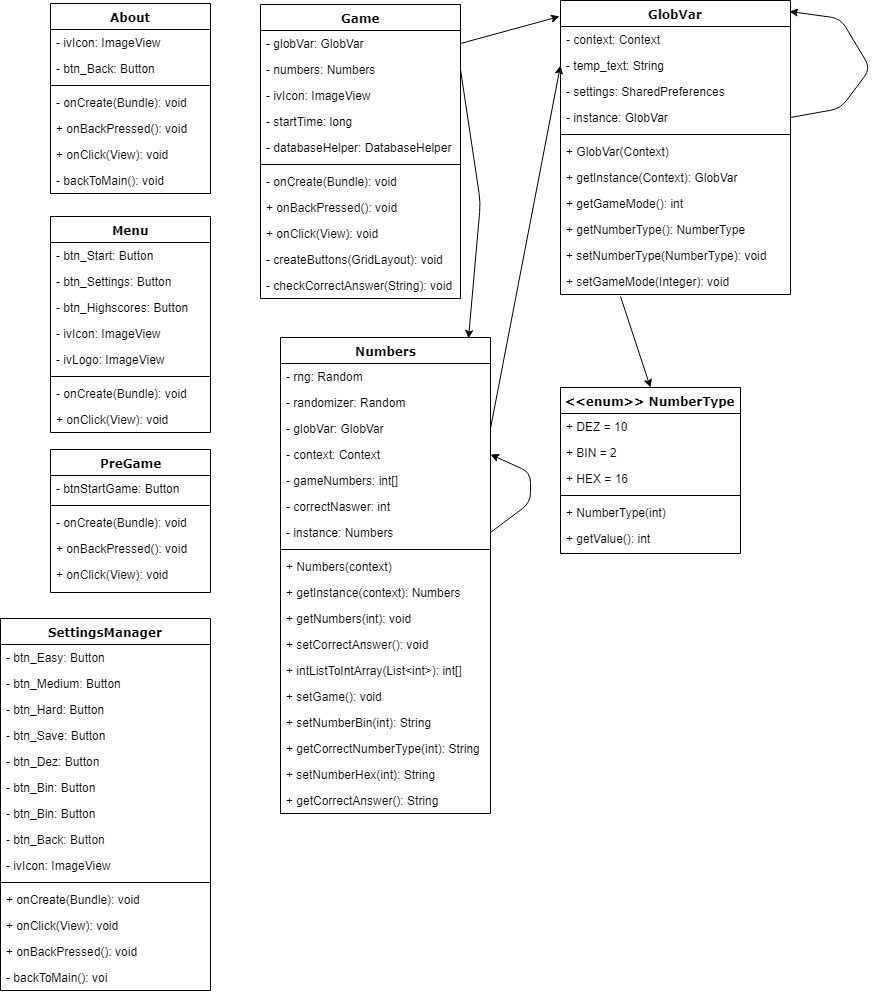 About
- ivIcon: ImageView
- btn_Back: Button
- onCreate(Bundle): void
+ onBackPressed(): void
+ onClick(View): void
- backToMain(): void
Menu
- btn_Start: Button
- btn_Settings: Button
- btn_Highscores: Button
- ivIcon: ImageView
- ivLogo: ImageView
- onCreate(Bundle): void
+ onClick(View): void
PreGame
- btnStartGame: Button
- onCreate(Bundle): void
+ onBackPressed(): void
+ onClick(View): void
SettingsManager
- btn_Easy: Button
- btn_Medium: Button
- btn_Hard: Button
- btn_Save: Button
- btn_Dez: Button
- btn_Bin: Button
- btn_Bin: Button
- btn_Back: Button
- ivIcon: ImageView
+ onCreate(Bundle): void
+ onClick(View): void
+ onBackPressed(): void
- backToMain(): voi
Game
- globVar: GlobVar
- numbers: Numbers
- ivIcon: ImageView
- startTime: long
- databaseHelper: DatabaseHelper
- onCreate(Bundle): void
+ onBackPressed(): void
+ onClick(View): void
- createButtons(GridLayout): void
- checkCorrectAnswer(String): void
Numbers
- rng: Random
- randomizer: Random
- globVar: GlobVar
- context: Context
- gameNumbers: int[]
- correctNaswer: int
- instance: Numbers
+ Numbers(context)
+ getInstance(context): Numbers
+ getNumbers(int): void
+ setCorrectAnswer(): void
+ intListToIntArray(List<int>): int[]
+ setGame(): void
+ setNumberBin(int): String
+ getCorrectNumberType(int): String
+ setNumberHex(int): String
+ getCorrectAnswer(): String
GlobVar
- context: Context
- temp_text: String
- settings: SharedPreferences
- instance: GlobVar
+ GlobVar(Context)
+ getInstance(Context): GlobVar
+ getGameMode(): int
+ getNumberType(): NumberType
+ setNumberType(NumberType): void
+ setGameMode(Integer): void
<<enum>> NumberType
+ DEZ = 10
+ BIN = 2
+ HEX = 16
+ NumberType(int)
+ getValue(): int